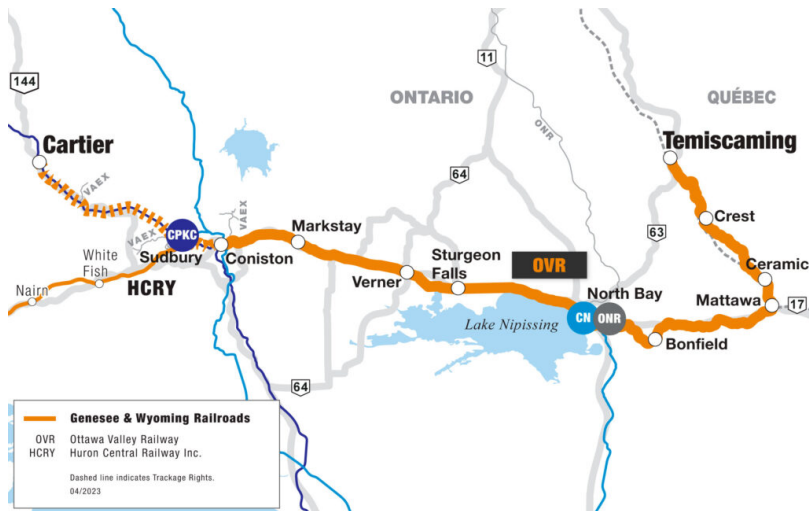 144
Cartier
VAEX
VAEX
VAEX
CPKC
Sudbury
White
Fish
Nairn
HCRY
Coniston
Markstay
ONTARIO
11
ONR
QUÉBEC
Temiscaming
64
63
Crest
Verner
Sturgeon
Falls
OVR
Ceramic
North Bay
Mattawa
17
Lake Nipissing
CN
ONR
Bonfield
64
Genesee & Wyoming Railroads
OVR Ottawa Valley Railway
HCRY Huron Central Railway Inc.
Dashed line indicates Trackage Rights.
04/2023